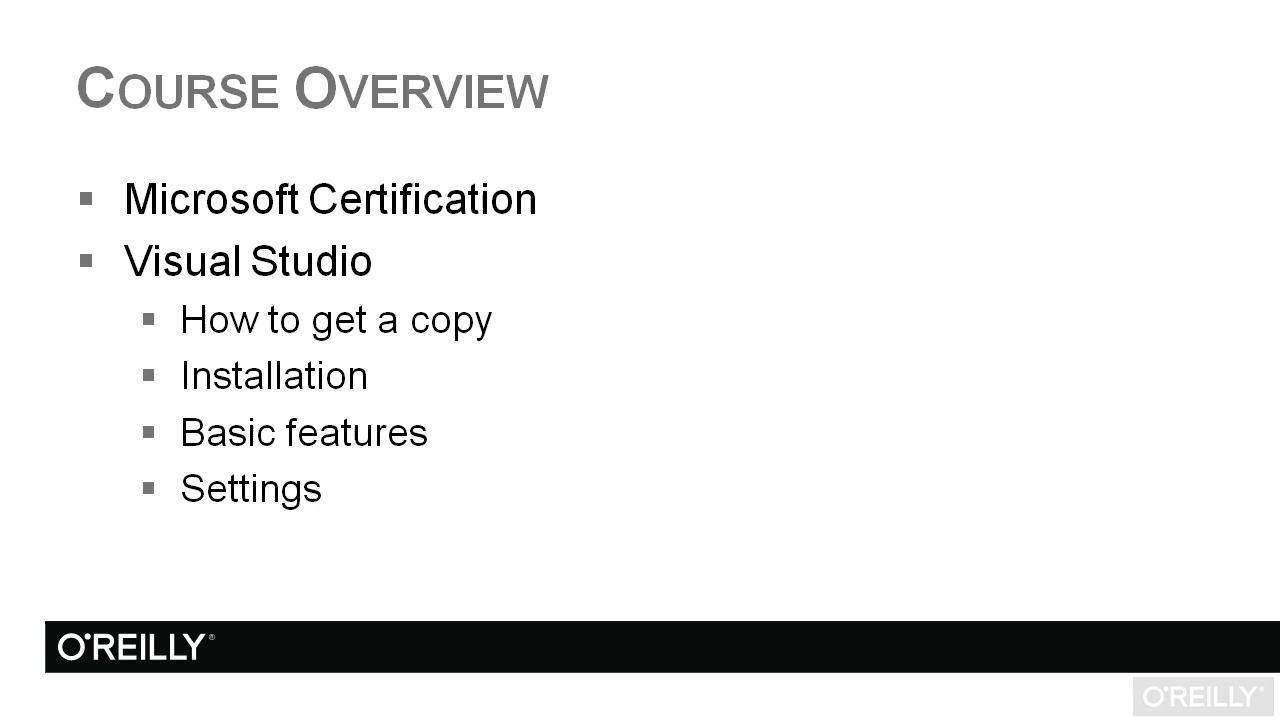 COURSE OVERVIEW
▪ Microsoft Certification
▪ Visual Studio
▪ How to get a copy
▪ Installation
▪ Basic features
▪ Settings
O'REILLY®
O'REILLY®